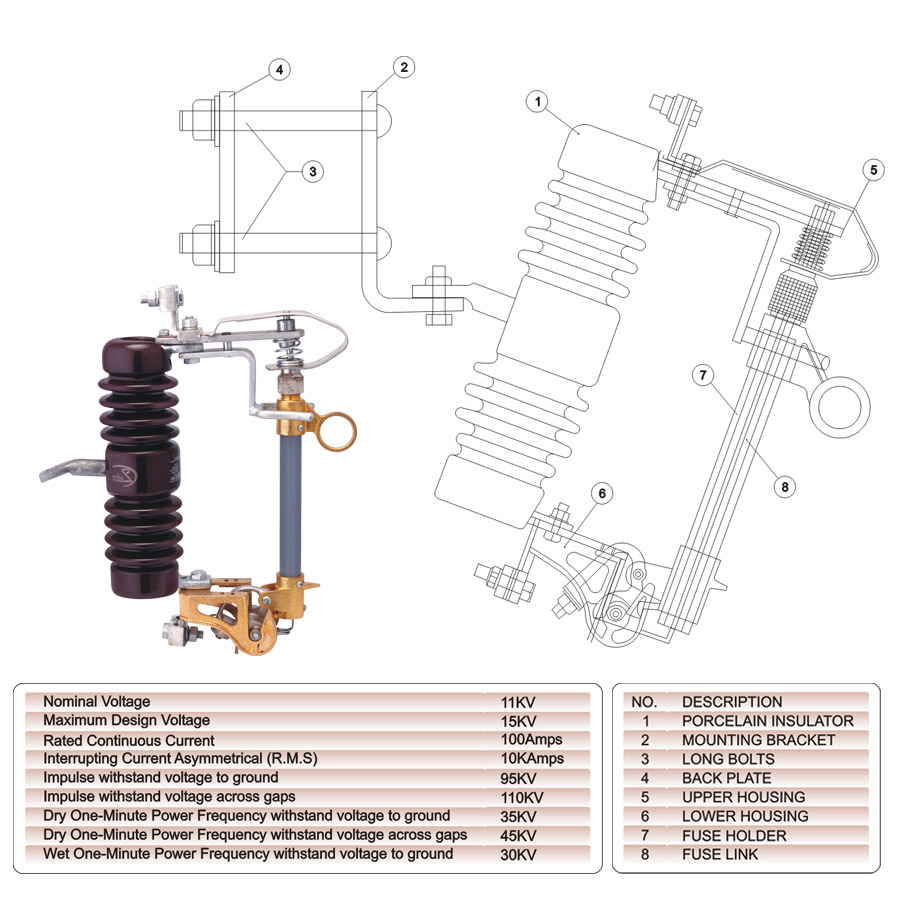 4
2
1
3
5
7
8
6
Nominal Voltage 11KV
Maximum Design Voltage 15KV
Rated Continuous Current 100Amps
Interrupting Current Asymmetrical (R.M.S) 10KAmps
Impulse withstand voltage to ground 95KV
Impulse withstand voltage across gaps 110KV
Dry One-Minute Power Frequency withstand voltage to ground 35KV
Dry One-Minute Power Frequency withstand voltage across gaps 45KV
Wet One-Minute Power Frequency withstand voltage to ground 30KV
NO. DESCRIPTION
1 PORCELAIN INSULATOR
2 MOUNTING BRACKET
3 LONG BOLTS
4 BACK PLATE
5 UPPER HOUSING
6 LOWER HOUSING
7 FUSE HOLDER
8 FUSE LINK